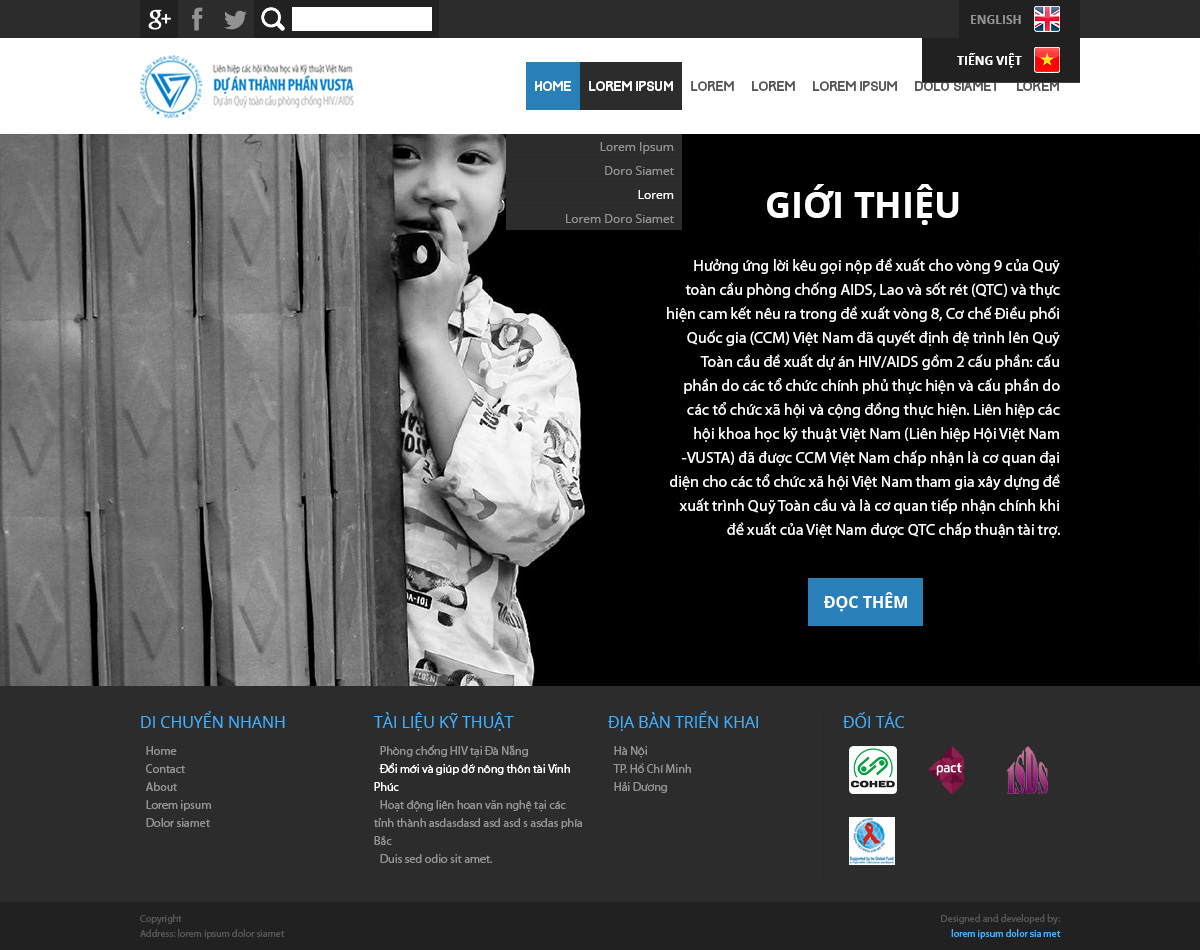 g+ f
ENGLISH
TIẾNG VIỆT
Liên hiệp các hội Khoa học và Kỹ thuật Việt Nam
DỰ ÁN THÀNH PHẦN VUSTA
Dự án Quỹ toàn cầu phòng chống HIV/AIDS
HOME LOREM IPSUM LOREM LOREM LOREM IPSUM DOLO SIAMET LOREM
Lorem Ipsum
Doro Siamet
Lorem
Lorem Doro Siamet
GIỚI THIỆU
Hưởng ứng lời kêu gọi nộp đề xuất cho vòng 9 của Quỹ
toàn cầu phòng chống AIDS, Lao và sốt rét (QTC) và thực
hiện cam kết nêu ra trong đề xuất vòng 8, Cơ chế Điều phối
Quốc gia (CCM) Việt Nam đã quyết định đệ trình lên Quỹ
Toàn cầu đề xuất dự án HIV/AIDS gồm 2 cấu phần: cấu
phần do các tổ chức chính phủ thực hiện và cấu phần do
các tổ chức xã hội và cộng đồng thực hiện. Liên hiệp các
hội khoa học kỹ thuật Việt Nam (Liên hiệp Hội Việt Nam
-VUSTA) đã được CCM Việt Nam chấp nhận là cơ quan đại
diện cho các tổ chức xã hội Việt Nam tham gia xây dựng đề
xuất trình Quỹ Toàn cầu và là cơ quan tiếp nhận chính khi
đề xuất của Việt Nam được QTC chấp thuận tài trợ.
ĐỌC THÊM
DI CHUYỂN NHANH
Home
Contact
About
Lorem ipsum
Dolor siamet
TÀI LIỆU KỸ THUẬT
Phòng chống HIV tại Đà Nẵng
Đổi mới và giúp đỡ nông thôn tài Vính
Phúc
Hoạt động liên hoan văn nghệ tại các
tỉnh thành asdasdasd asd asd s asdas phía
Bắc
Duis sed odio sit amet.
ĐỊA BÀN TRIỂN KHAI
Hà Nội
TP. Hồ Chí Minh
Hải Dương
ĐỐI TÁC
COHED
pact
Copyright
Address: lorem ipsum dolor siamet
Designed and developed by:
lorem ipsum dolor sia met